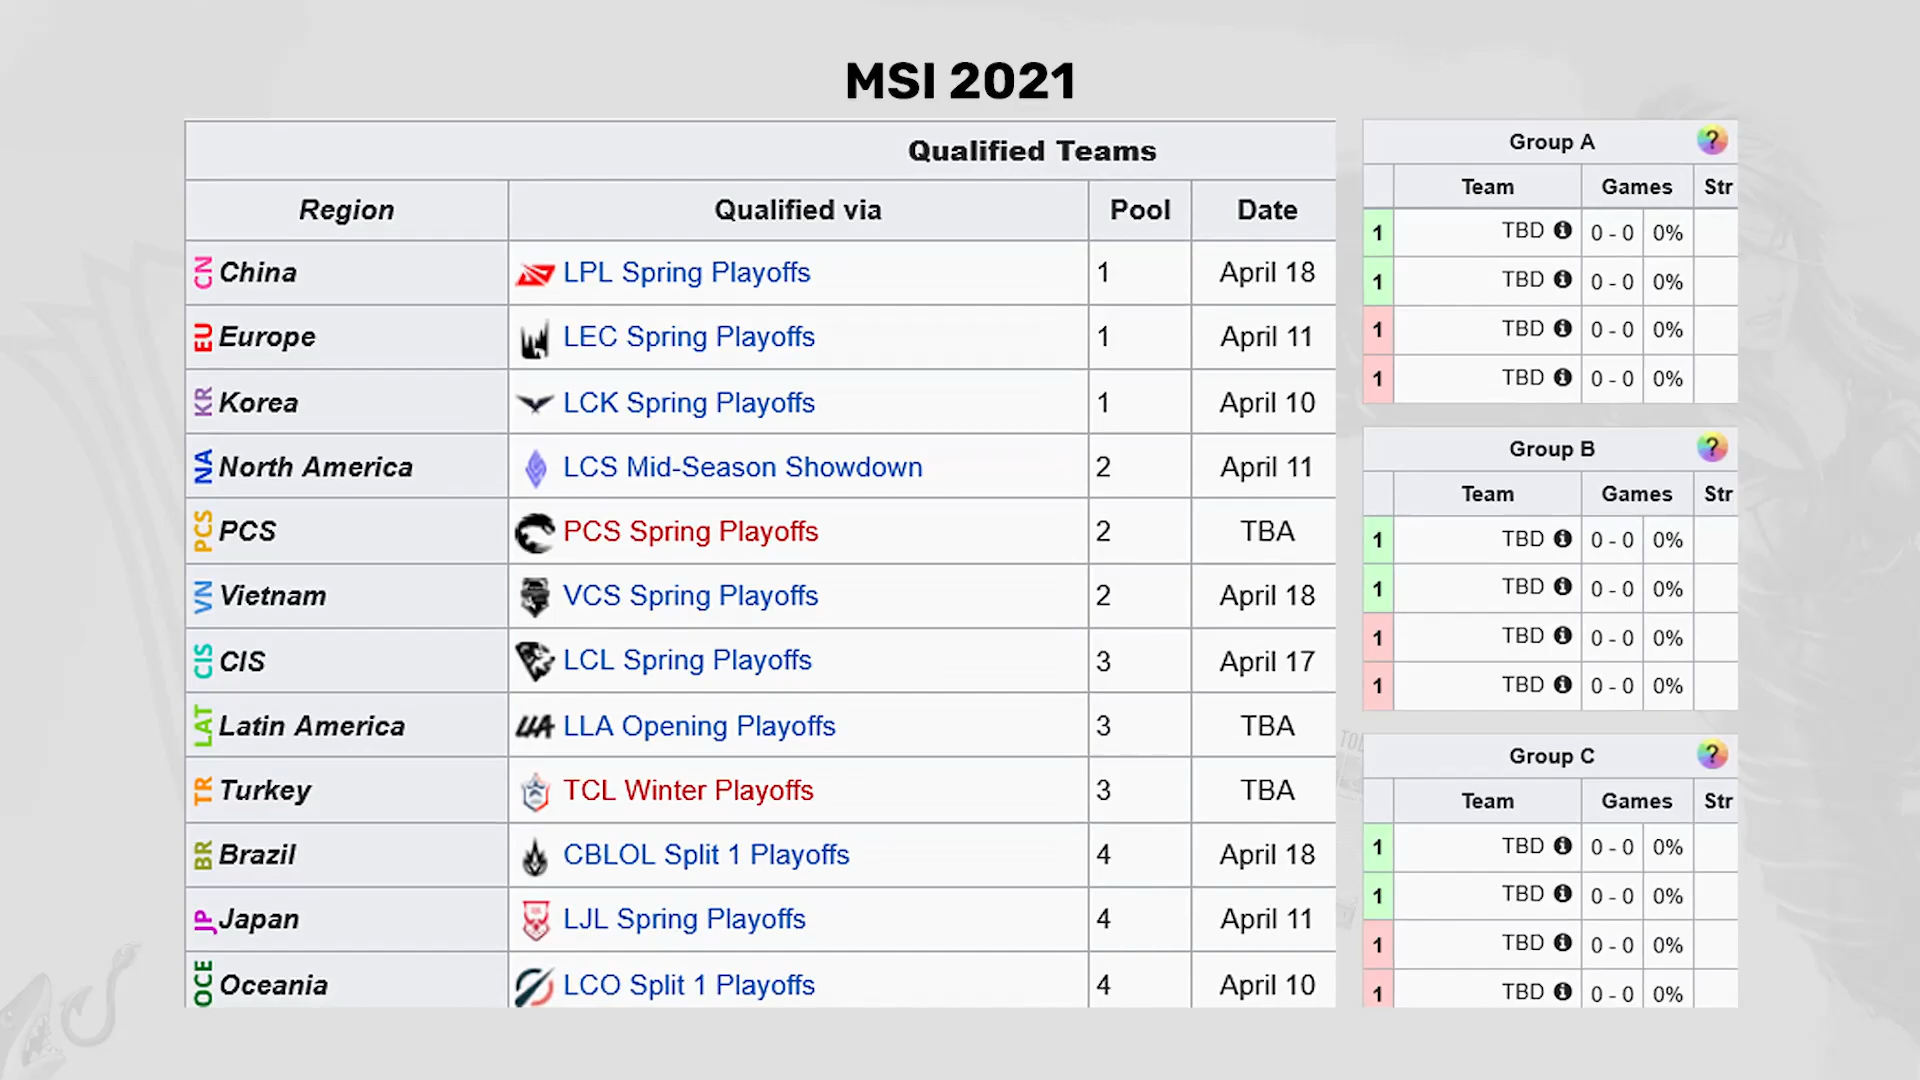 MSI 2021
Qualified Teams
Region Qualified via Pool Date
CN China LPL Spring Playoffs 1 April 18
EU Europe LEC Spring Playoffs 1 April 11
KR Korea LCK Spring Playoffs 1 April 10
NA North America LCS Mid-Season Showdown 2 April 11
PCS PCS PCS Spring Playoffs 2 TBA
VN Vietnam VCS Spring Playoffs 2 April 18
CIS CIS LCL Spring Playoffs 3 April 17
LAT Latin America LLA Opening Playoffs 3 TBA
TR Turkey TCL Winter Playoffs 3 TBA
BR Brazil CBLOL Split 1 Playoffs 4 April 18
JP Japan LJL Spring Playoffs 4 April 11
OCE Oceania LCO Split 1 Playoffs 4 April 10
Group A ?
Team Games Str
1 TBD 0 - 0 0%
1 TBD 0 - 0 0%
1 TBD 0 - 0 0%
1 TBD 0 - 0 0%
Group B ?
Team Games Str
1 TBD 0 - 0 0%
1 TBD 0 - 0 0%
1 TBD 0 - 0 0%
1 TBD 0 - 0 0%
Group C ?
Team Games Str
1 TBD 0 - 0 0%
1 TBD 0 - 0 0%
1 TBD 0 - 0 0%
1 TBD 0 - 0 0%